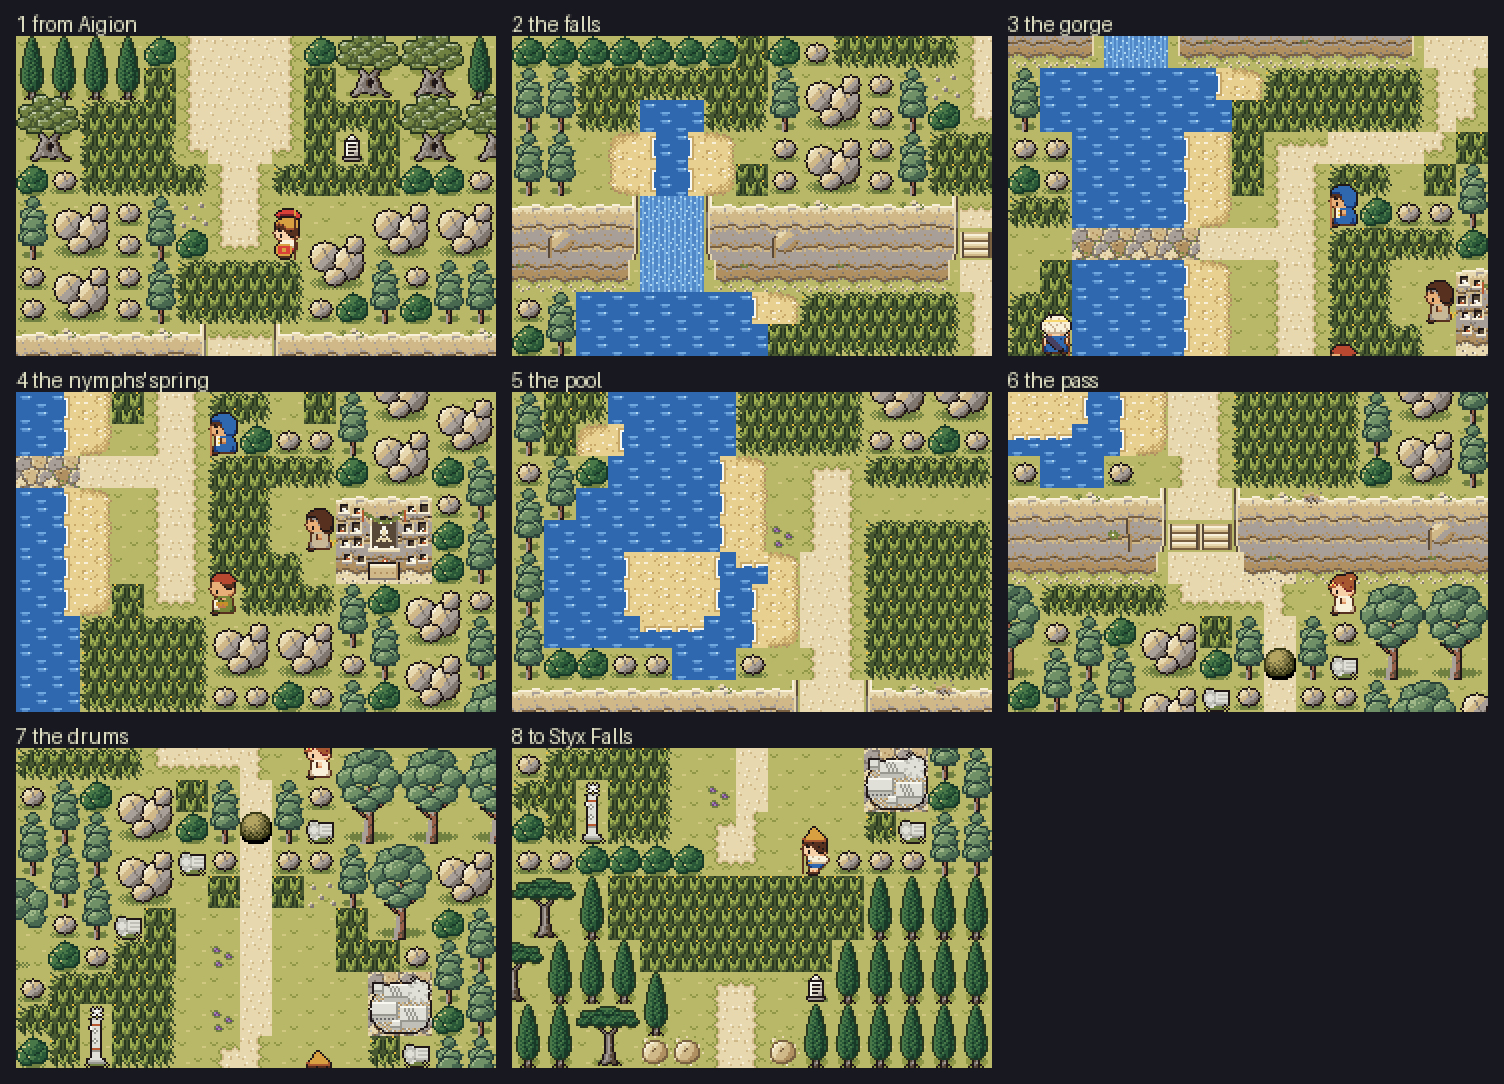 1 from Aigion
2 the falls
3 the gorge
4 the nymphs' spring
5 the pool
6 the pass
7 the drums
8 to Styx Falls